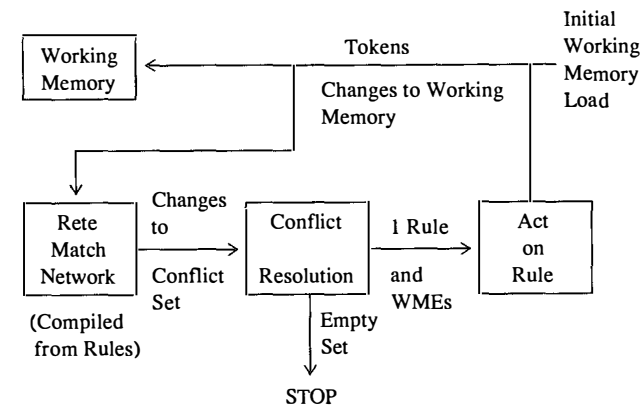 Initial
Working
Memory
Load
Tokens
Working
Memory
Changes to Working
Memory
Rete
Match
Network
(Compiled
from Rules)
Changes
to
Conflict
Set
Conflict
Resolution
1 Rule
and
WMEs
Act
on
Rule
Empty
Set
STOP